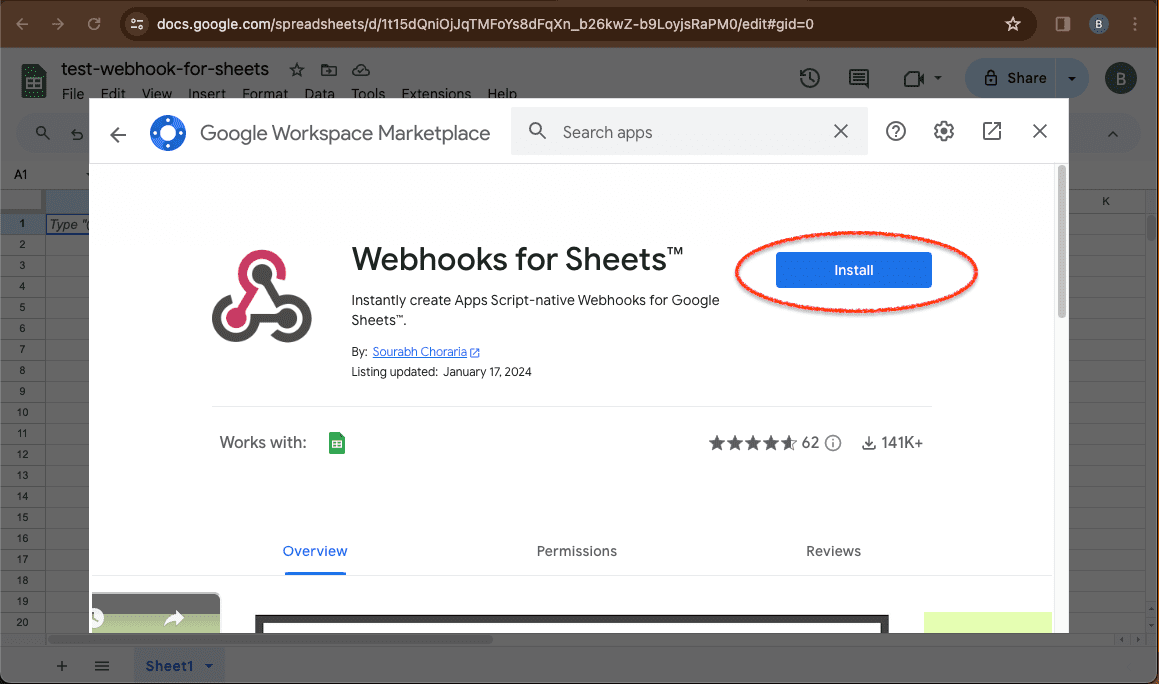 docs.google.com/spreadsheets/d/1t15dQniOjJqTMFoYs8dFqXn_b26kwZ-b9LoyjsRaPM0/edit#gid=0
B
test-webhook-for-sheets
File Edit View Insert Format Data Tools Extensions Help
Share
B
Google Workspace Marketplace
Search apps
A1
K
1
Type "
2
3
4
5
6
7
8
9
10
11
12
13
14
15
16
17
18
19
20
Webhooks for Sheets™
Install
Instantly create Apps Script-native Webhooks for Google
Sheets™.
By: Sourabh Choraria
Listing updated: January 17, 2024
Works with:
62
141K+
Overview Permissions Reviews
Sheet1